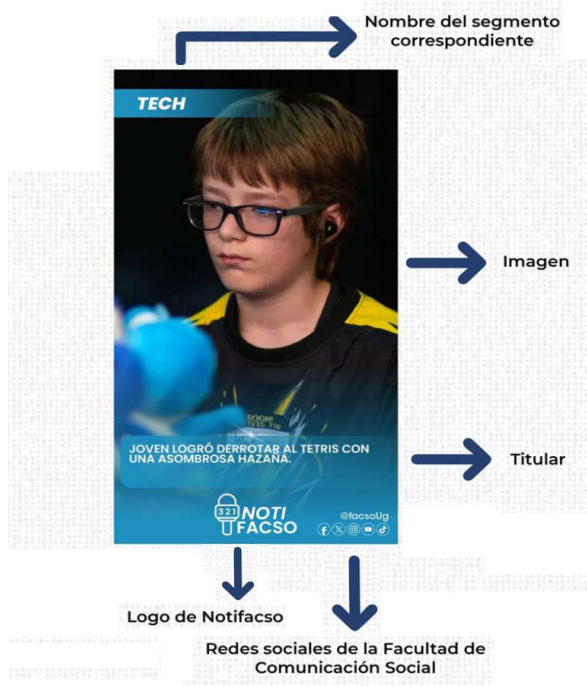 Nombre del segmento
correspondiente
TECH
Imagen
JOVEN LOGRÓ DERROTAR AL TETRIS CON
UNA ASOMBROSA HAZAÑA.
Titular
321
NOTI
FACSO
@facsoUg
Logo de Notifacso
Redes sociales de la Facultad de
Comunicación Social